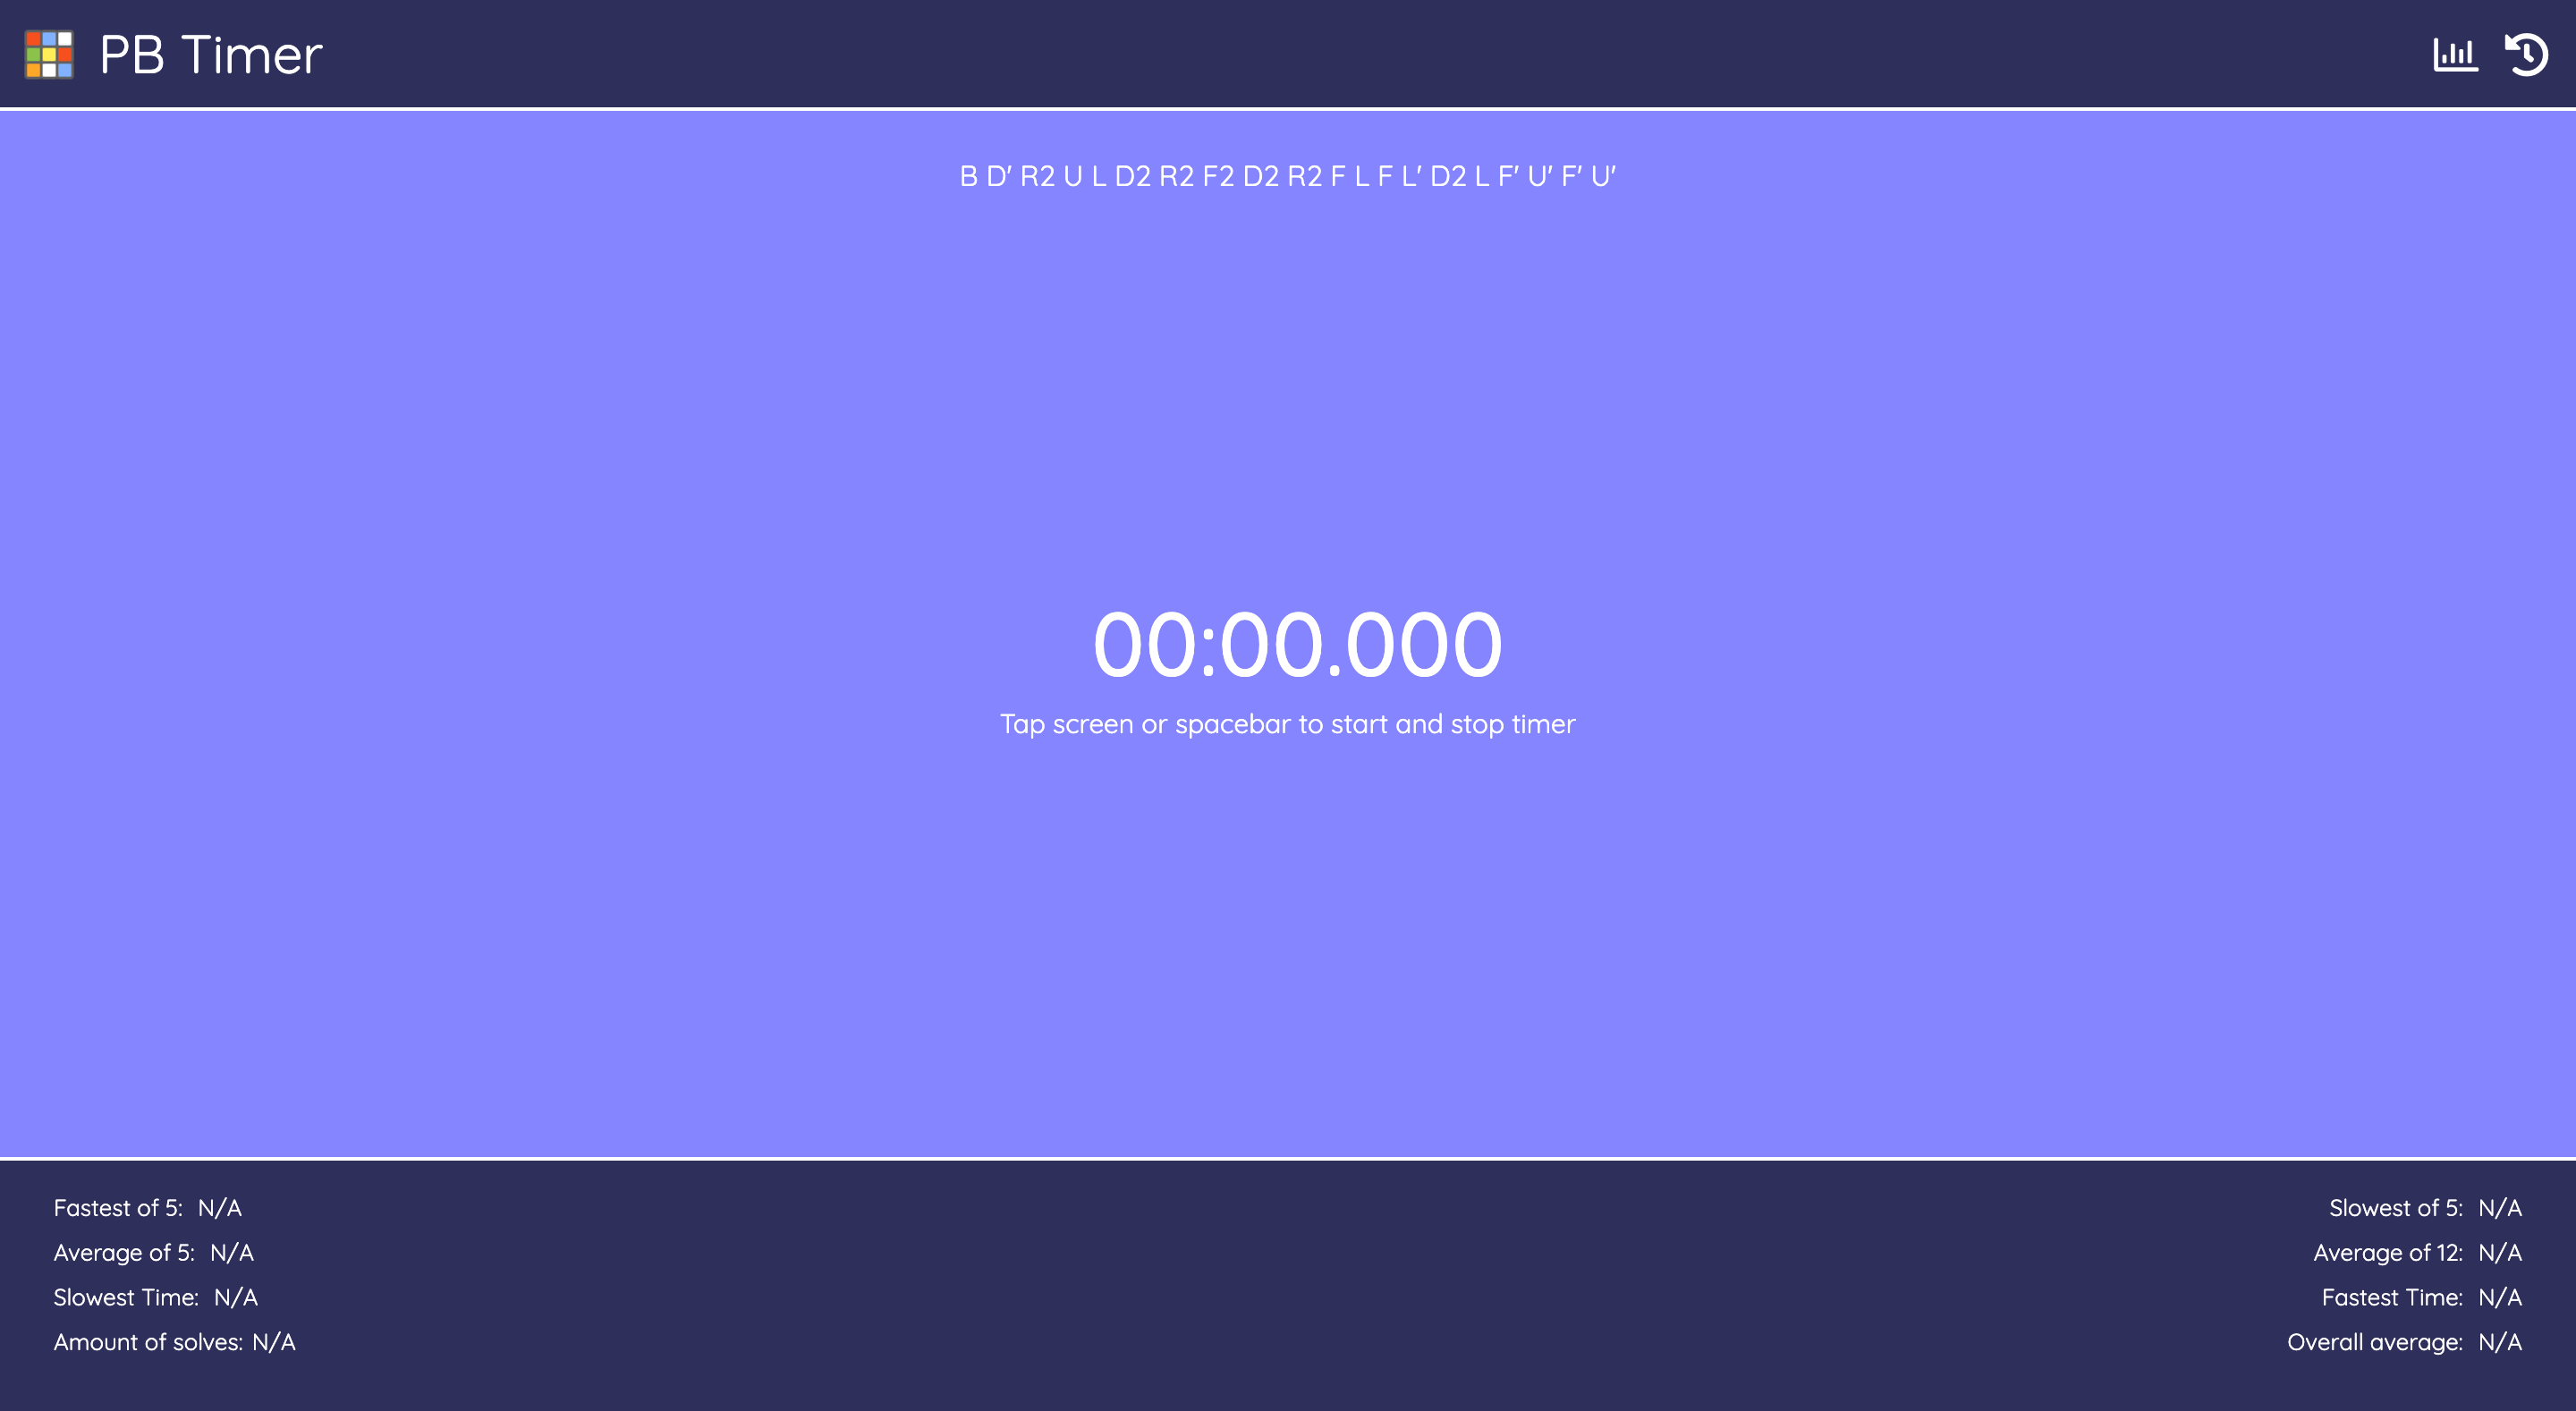 PB Timer
B D' R2 U L D2 R2 F2 D2 R2 F L F L' D2 L F' U' F' U'
00:00.000
Tap screen or spacebar to start and stop timer
Fastest of 5: N/A
Average of 5: N/A
Slowest Time: N/A
Amount of solves: N/A
Slowest of 5: N/A
Average of 12: N/A
Fastest Time: N/A
Overall average: N/A